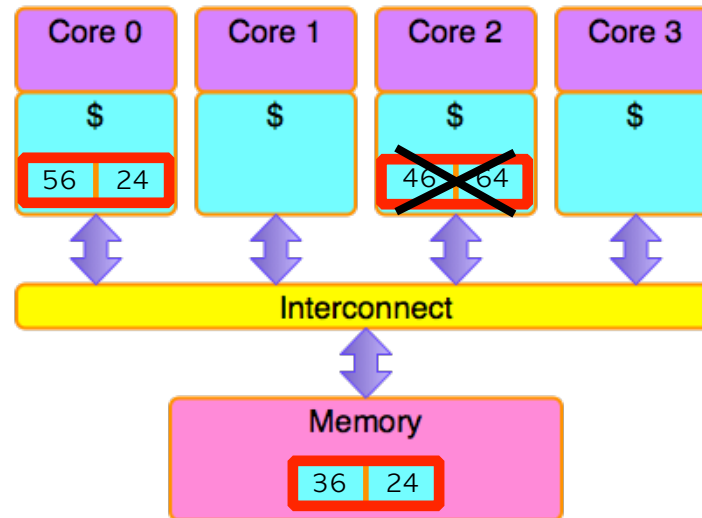 Core 0 Core 1 Core 2 Core 3
$ $ $ $
56 24 46 64
Interconnect
Memory
36 24